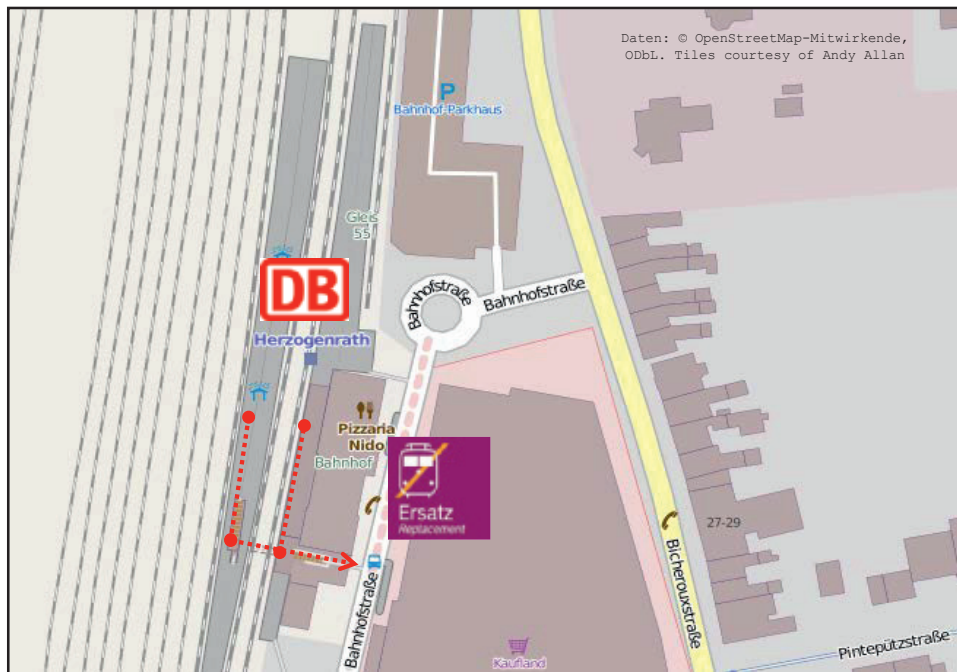 Daten: © OpenStreetMap-Mitwirkende,
ODbL. Tiles courtesy of Andy Allan
P
Bahnhof-Parkhaus
Gleis
55
DB
Herzogenrath
Bahnhofstraße
Bahnhofstraße
Pizzaria
Nido
Bahnhof
Ersatz
Replacement
27-29
Bahnhofstraße
Bicherouxstraße
Kaufland
Pintepützstraße